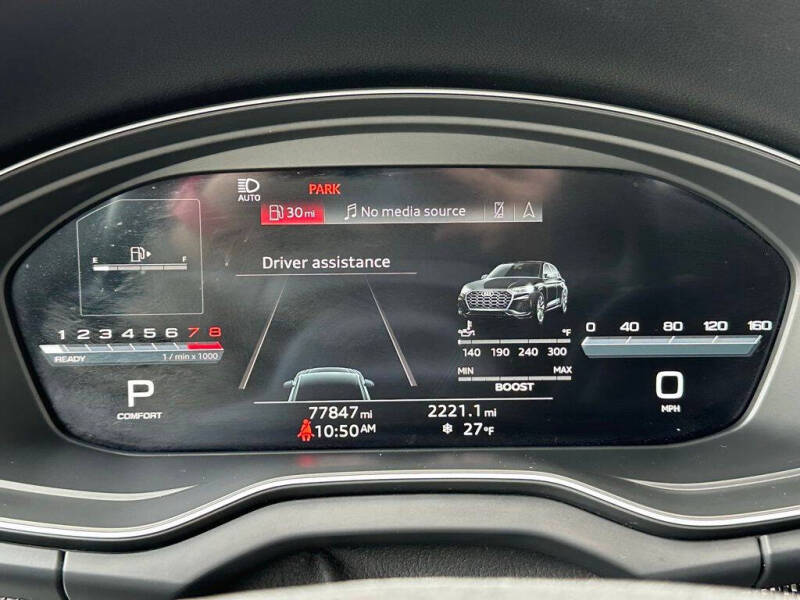 AUTO
PARK
30 mi
No media source
E F
Driver assistance
1 2 3 4 5 6 7 8
READY 1 / min x 1000
°F
140 190 240 300
MIN MAX
BOOST
0 40 80 120 160
P
COMFORT
0
MPH
77847 mi 2221.1 mi
10:50 AM 27 °F